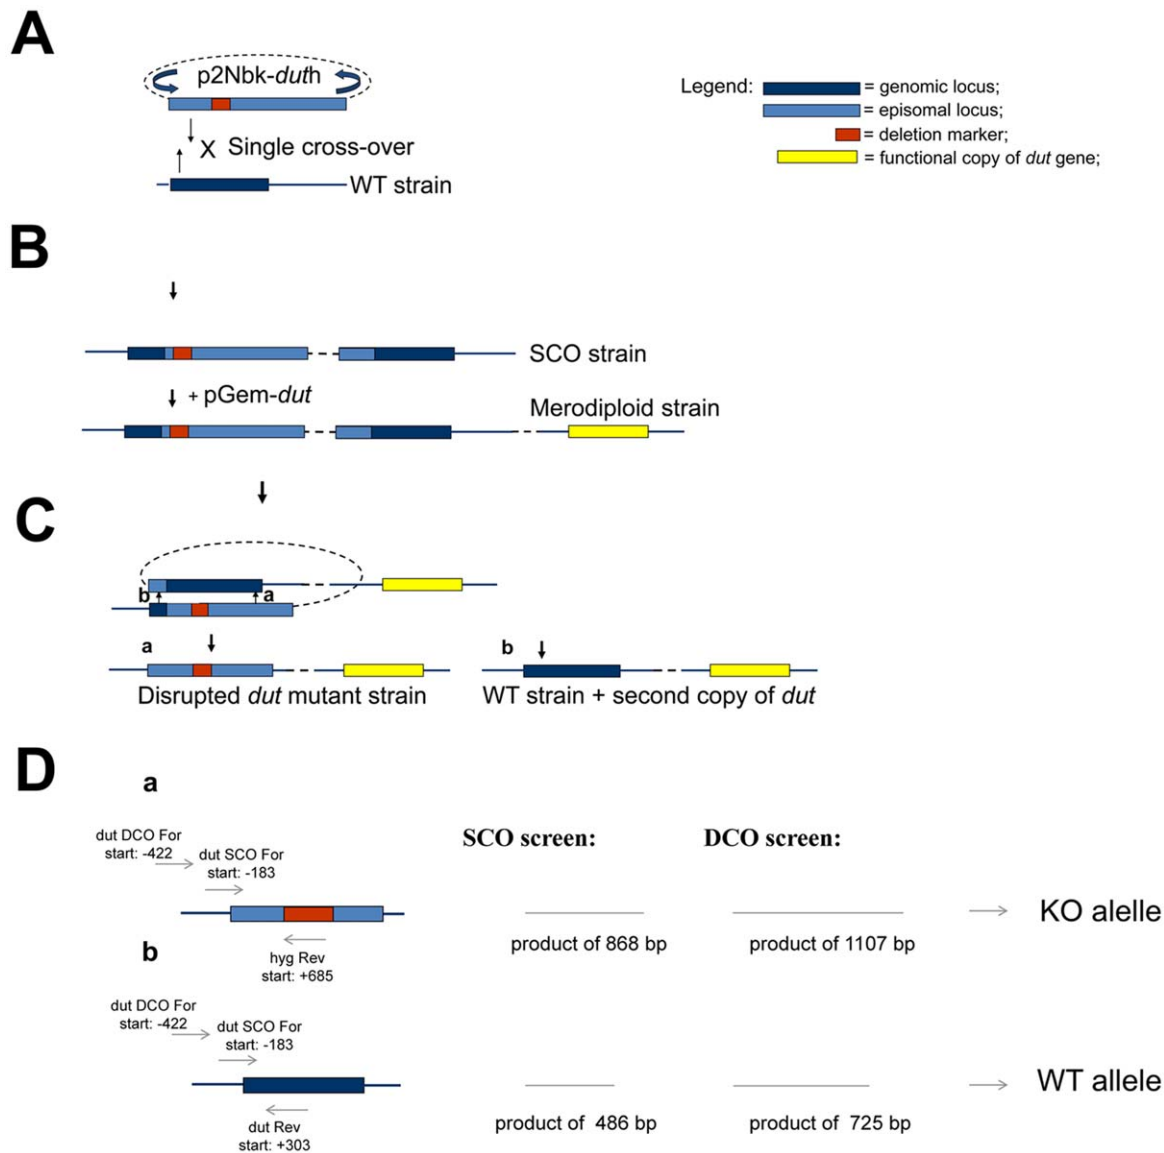 A
p2Nbk-duth
X Single cross-over
WT strain
Legend:
= genomic locus;
= episomal locus;
= deletion marker;
= functional copy of dut gene;
B
SCO strain
+ pGem-dut
Merodiploid strain
C
b
a
a
b
Disrupted dut mutant strain
WT strain + second copy of dut
D
a
dut DCO For
start: -422
dut SCO For
start: -183
hyg Rev
start: +685
SCO screen:
DCO screen:
product of 868 bp
product of 1107 bp
KO alelle
b
dut DCO For
start: -422
dut SCO For
start: -183
dut Rev
start: +303
product of 486 bp
product of 725 bp
WT allele